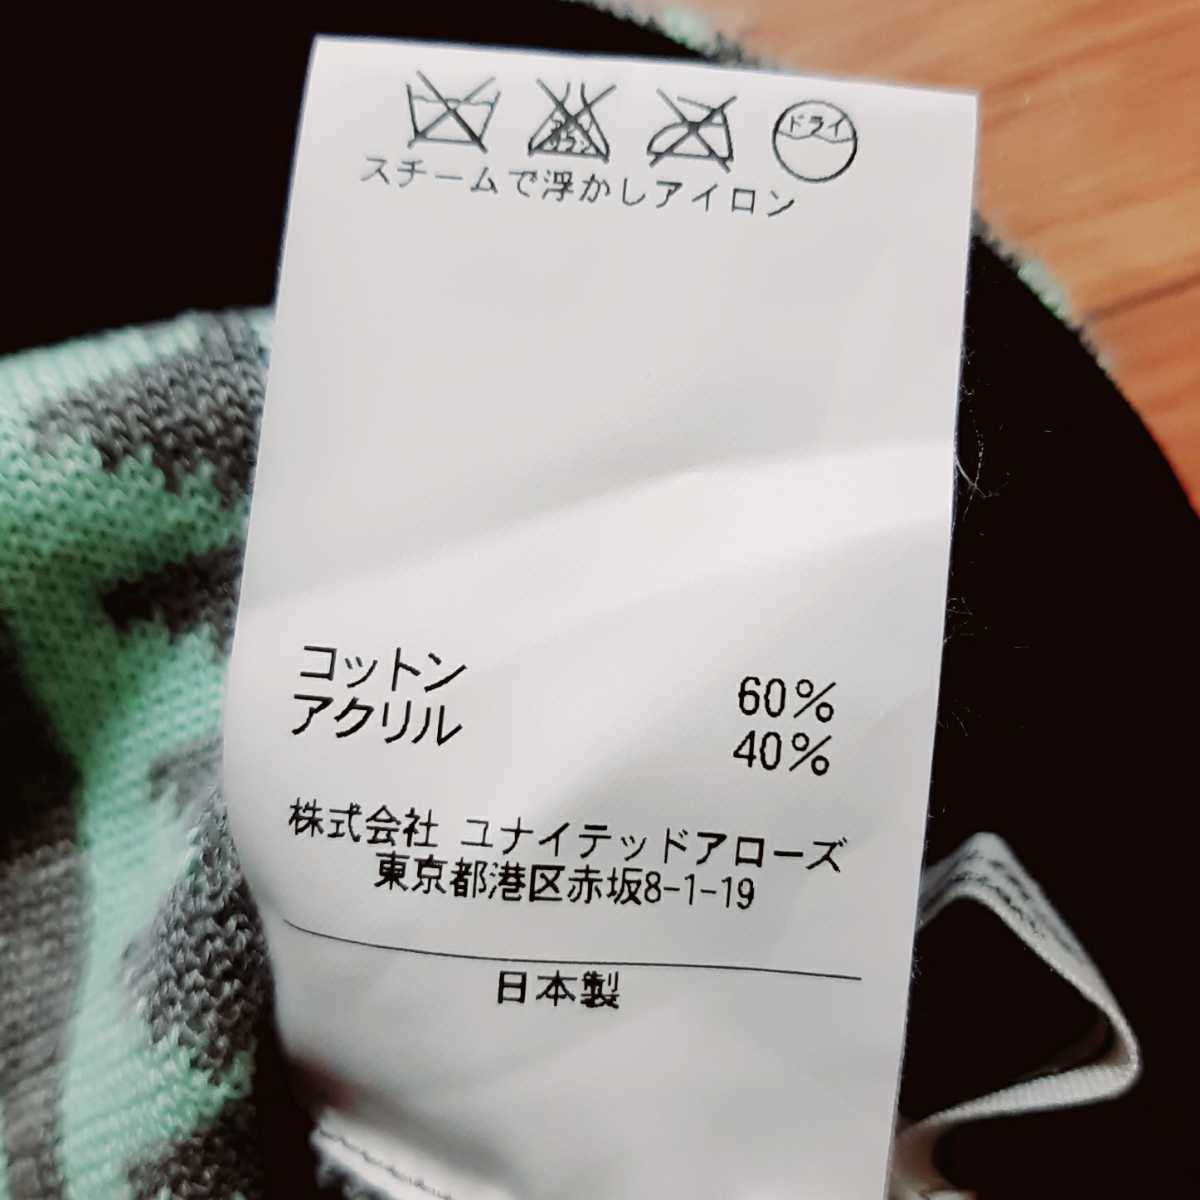 ドライ
スチームで浮かしアイロン
コットン 60%
アクリル 40%
株式会社 ユナイテッドアローズ
東京都港区赤坂8-1-19
日本製